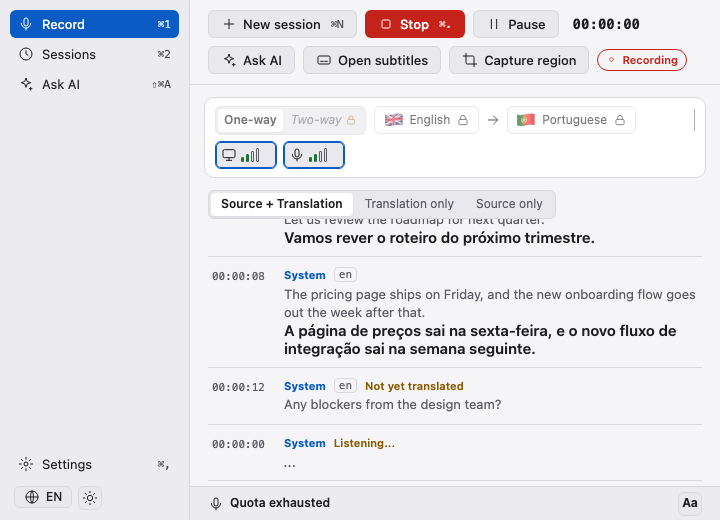 Record ⌘1
Sessions ⌘2
Ask AI ⇧⌘A
Settings ⌘,
EN
New session ⌘N
Stop ⌘.
Pause
00:00:00
Ask AI
Open subtitles
Capture region
Recording
One-way
Two-way
English
Portuguese
Source + Translation
Translation only
Source only
Let us review the roadmap for next quarter.
Vamos rever o roteiro do próximo trimestre.
00:00:08
System en
The pricing page ships on Friday, and the new onboarding flow goes
out the week after that.
A página de preços sai na sexta-feira, e o novo fluxo de
integração sai na semana seguinte.
00:00:12
System en Not yet translated
Any blockers from the design team?
00:00:00
System Listening...
...
Quota exhausted
Aa